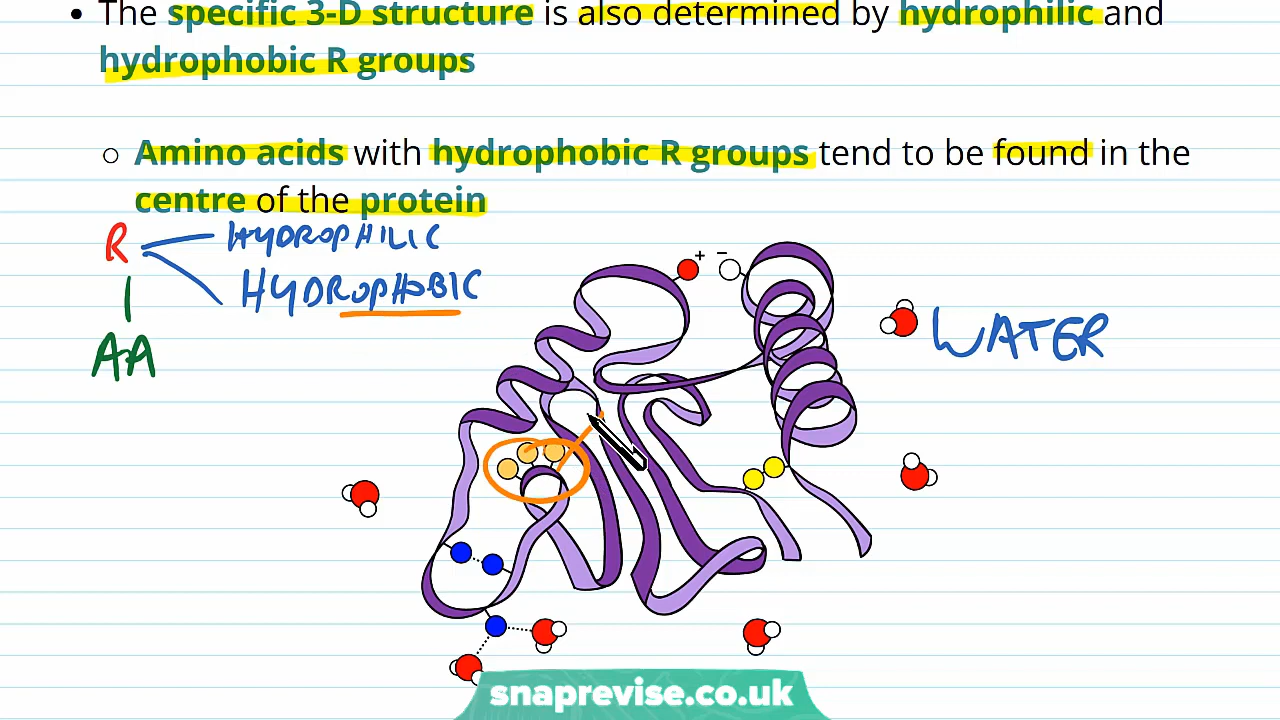 • The specific 3-D structure is also determined by hydrophilic and
hydrophobic R groups
○ Amino acids with hydrophobic R groups tend to be found in the
centre of the protein
R
HYDROPHILIC
HYDROPHOBIC
AA
+ −
WATER
snaprevise.co.uk